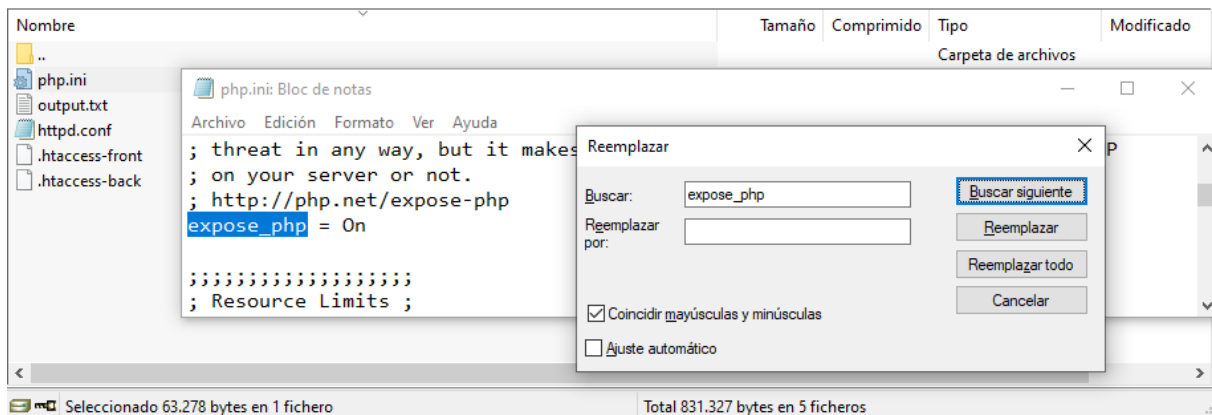 Nombre Tamaño Comprimido Tipo Modificado
.. Carpeta de archivos
php.ini
output.txt
httpd.conf
.htaccess-front
.htaccess-back
php.ini: Bloc de notas
Archivo Edición Formato Ver Ayuda
; threat in any way, but it makes P
; on your server or not.
; http://php.net/expose-php
expose_php = On
;;;;;;;;;;;;;;;;;;;
; Resource Limits ;
Reemplazar
Buscar: expose_php Buscar siguiente
Reemplazar por: Reemplazar
Reemplazar todo
Cancelar
Coincidir mayúsculas y minúsculas
Ajuste automático
Seleccionado 63.278 bytes en 1 fichero Total 831.327 bytes en 5 ficheros